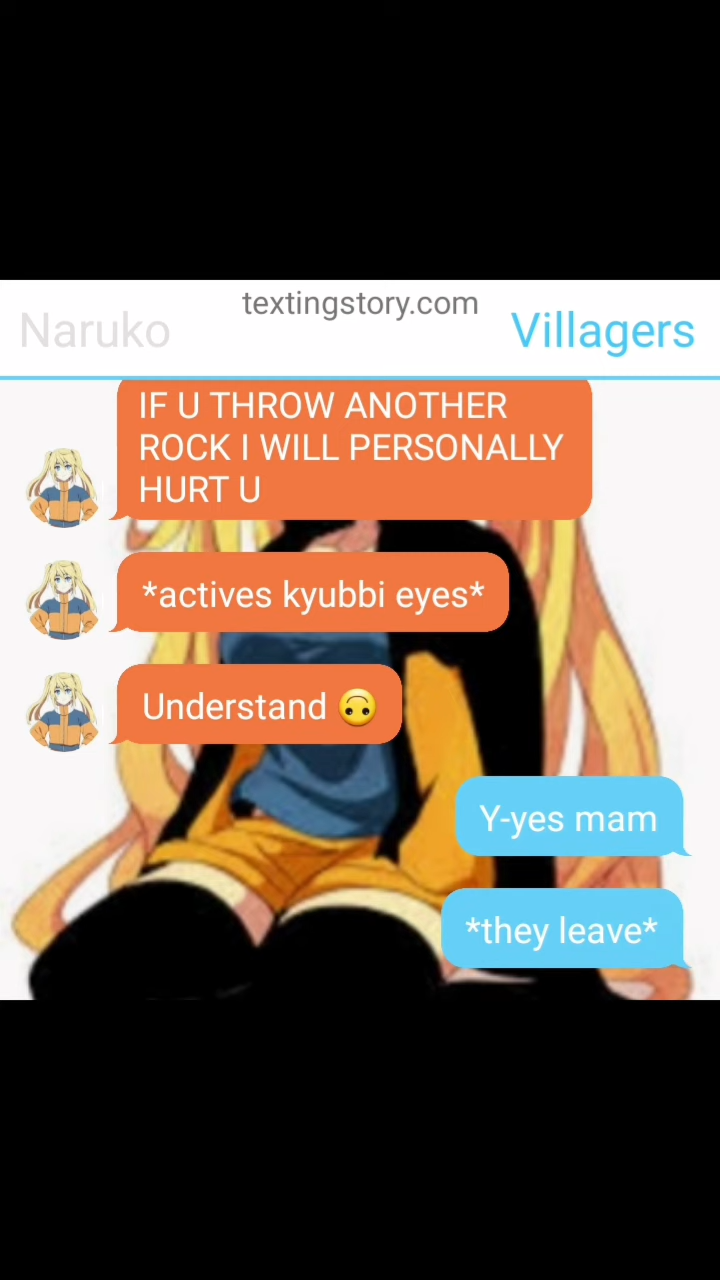 textingstory.com
Naruko
Villagers
IF U THROW ANOTHER
ROCK I WILL PERSONALLY
HURT U
*actives kyubbi eyes*
Understand 🙃
Y-yes mam
*they leave*